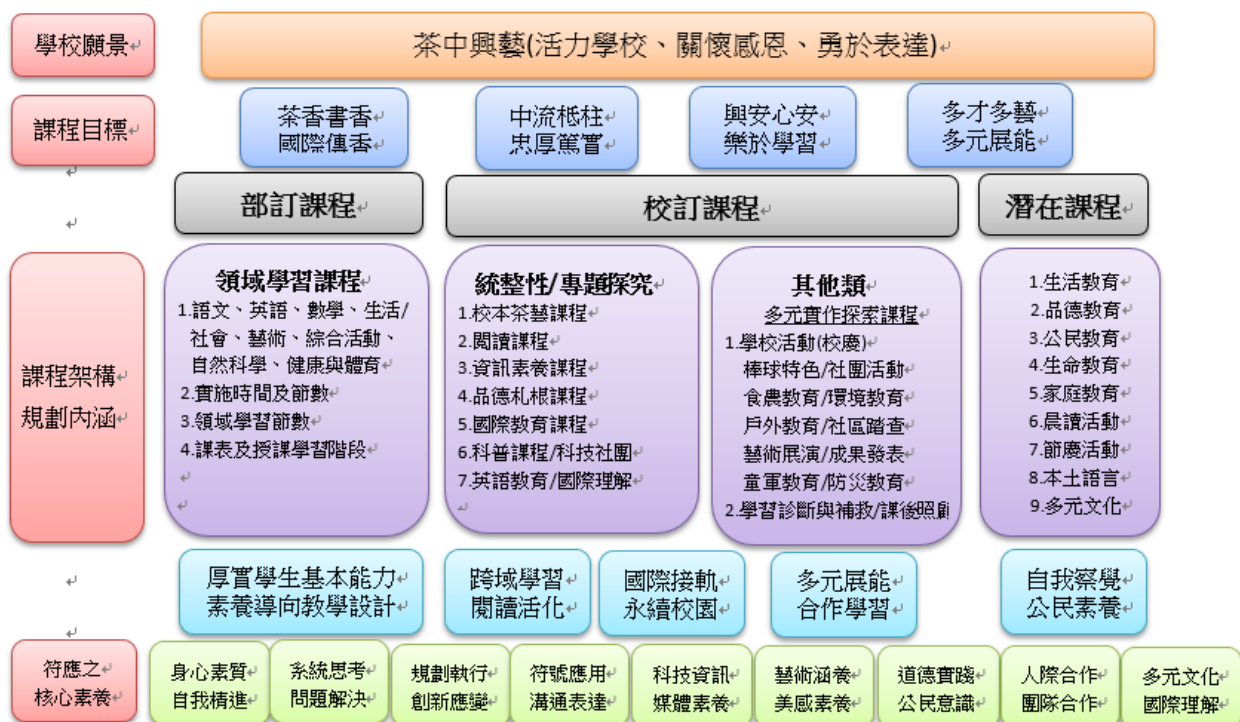 學校願景
茶中興藝(活力學校、關懷感恩、勇於表達)
課程目標
茶香書香
國際傳香
中流柢柱
忠厚篤實
興安心安
樂於學習
多才多藝
多元展能
部訂課程
校訂課程
潛在課程
課程架構
規劃內涵
領域學習課程
1.語文、英語、數學、生活/
社會、藝術、綜合活動、
自然科學、健康與體育
2.實施時間及節數
3.領域學習節數
4.課表及授課學習階段
統整性/專題探究
1.校本茶藝課程
2.閱讀課程
3.資訊素養課程
4.品德札根課程
5.國際教育課程
6.科普課程/科技社團
7.英語教育/國際理解
其他類
多元實作探索課程
1.學校活動(校慶)
棒球特色/社團活動
食農教育/環境教育
戶外教育/社區踏查
藝術展演/成果發表
童軍教育/防災教育
2.學習診斷與補救/課後照顧
1.生活教育
2.品德教育
3.公民教育
4.生命教育
5.家庭教育
6.晨讀活動
7.節慶活動
8.本土語言
9.多元文化
厚實學生基本能力
素養導向教學設計
跨域學習
閱讀活化
國際接軌
永續校園
多元展能
合作學習
自我察覺
公民素養
符應之
核心素養
身心素質
自我精進
系統思考
問題解決
規劃執行
創新應變
符號應用
溝通表達
科技資訊
媒體素養
藝術涵養
美感素養
道德實踐
公民意識
人際合作
團隊合作
多元文化
國際理解